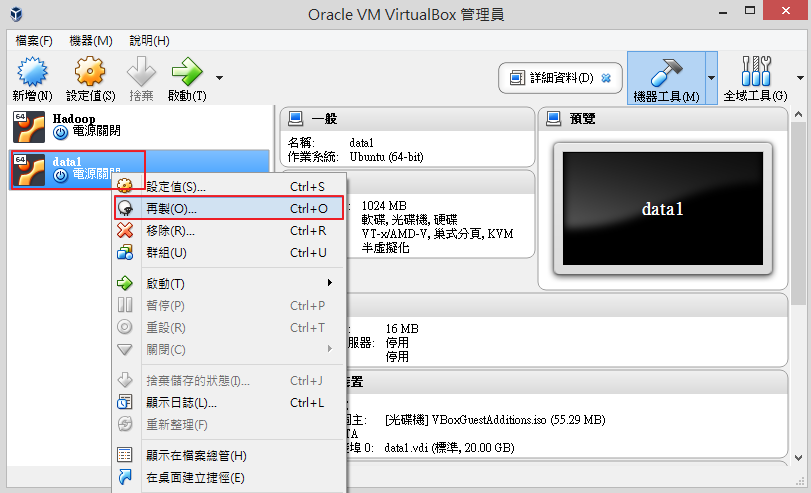 Oracle VM VirtualBox 管理員
檔案(F) 機器(M) 說明(H)
新增(N) 設定值(S) 捨棄 啟動(T) 詳細資料(D) 機器工具(M) 全域工具(G)
64 Hadoop
電源關閉
64 data1
電源關閉
設定值(S)... Ctrl+S
再製(O)... Ctrl+O
移除(R)... Ctrl+R
群組(U) Ctrl+U
啟動(T)
暫停(P) Ctrl+P
重設(R) Ctrl+T
關閉(C)
捨棄儲存的狀態(I)... Ctrl+J
顯示日誌(L)... Ctrl+L
重新整理(F)
顯示在檔案總管(H)
在桌面建立捷徑(E)
一般
名稱: data1
作業系統: Ubuntu (64-bit)
1024 MB
軟碟, 光碟機, 硬碟
VT-x/AMD-V, 巢式分頁, KVM
半虛擬化
預覽
data1
16 MB
服器: 停用
停用
裝置
主: [光碟機] VBoxGuestAdditions.iso (55.29 MB)
TA
埠 0: data1.vdi (標準, 20.00 GB)